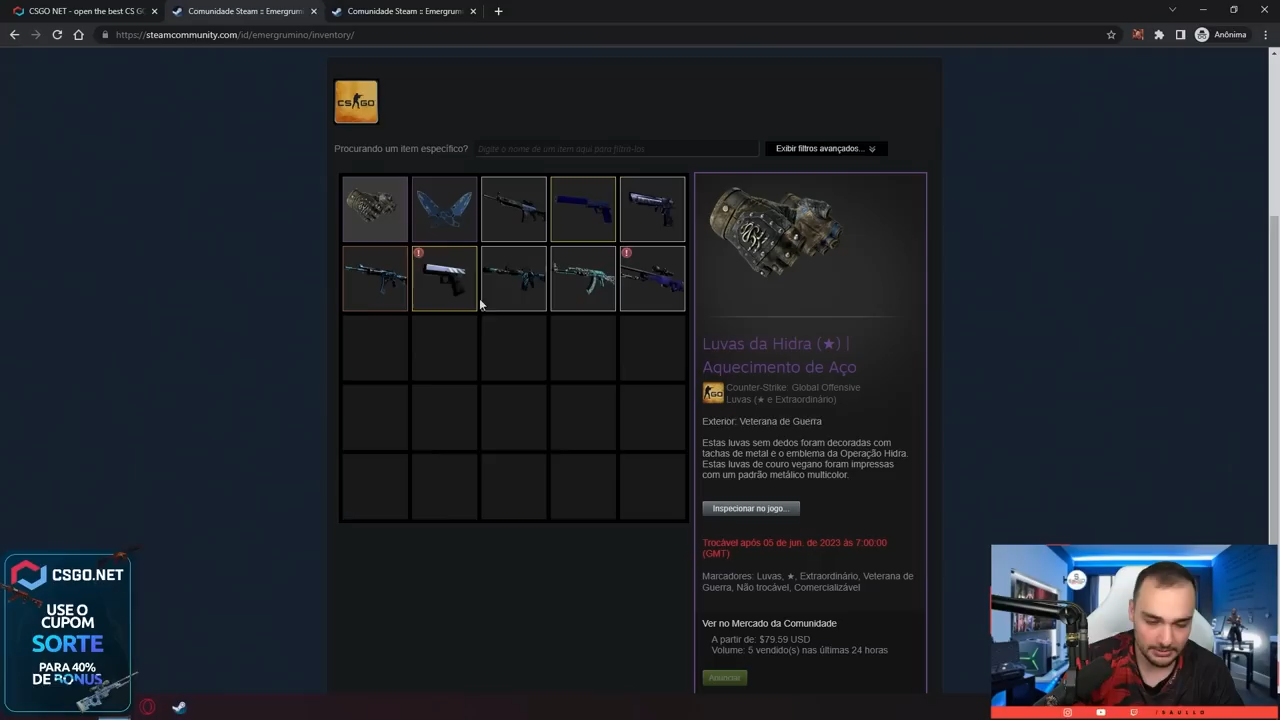 CSGO NET - open the best CS G
Comunidade Steam :: Emergrumi
Comunidade Steam :: Emergrum
https://steamcommunity.com/id/emergrumino/inventory/
Anônima
CS GO
Procurando um item específico?
Digite o nome de um item aqui para filtrá-los
Exibir filtros avançados...
Luvas da Hidra (★) |
Aquecimento de Aço
Counter-Strike: Global Offensive
Luvas (★ e Extraordinário)
Exterior: Veterana de Guerra
Estas luvas sem dedos foram decoradas com
tachas de metal e o emblema da Operação Hidra.
Estas luvas de couro vegano foram impressas
com um padrão metálico multicolor.
Inspecionar no jogo...
Trocável após 05 de jun. de 2023 às 7:00:00
(GMT)
Marcadores: Luvas, ★, Extraordinário, Veterana de
Guerra, Não trocável, Comercializável
Ver no Mercado da Comunidade
A partir de: $79.59 USD
Volume: 5 vendido(s) nas últimas 24 horas
Anunciar
CSGO.NET
USE O
CUPOM
SORTE
PARA 40%
DE BONUS
/SAULLO